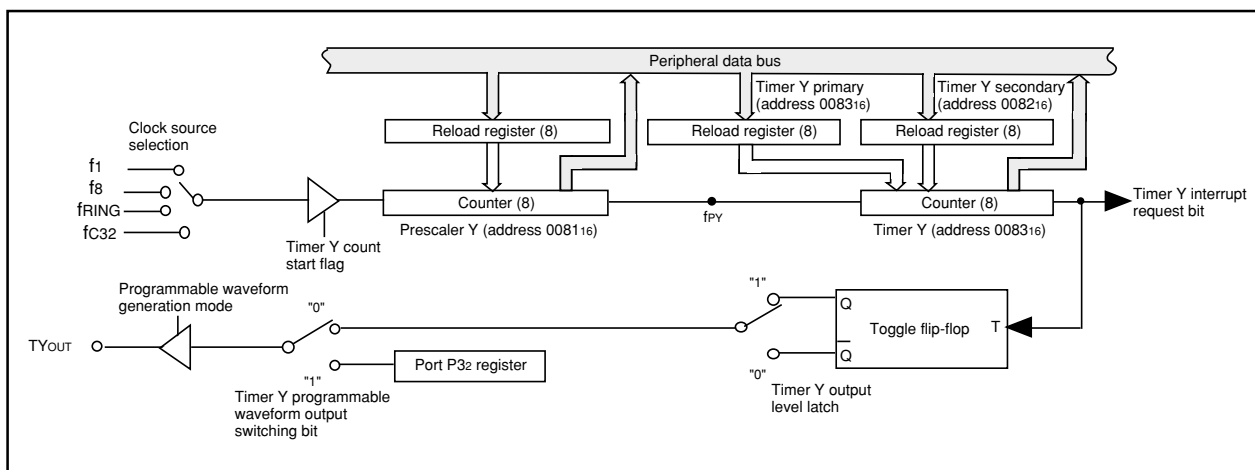 Peripheral data bus
Timer Y primary
(address 008316)
Timer Y secondary
(address 008216)
Clock source
selection
Reload register (8)
Reload register (8)
Reload register (8)
f1
f8
fRING
fC32
Counter (8)
fPY
Counter (8)
Timer Y interrupt
request bit
Prescaler Y (address 008116)
Timer Y (address 008316)
Timer Y count
start flag
Programmable waveform
generation mode
"0"
"1"
Q
Toggle flip-flop
T
TYOUT
Port P32 register
Q̅
"1"
"0"
Timer Y programmable
waveform output
switching bit
Timer Y output
level latch